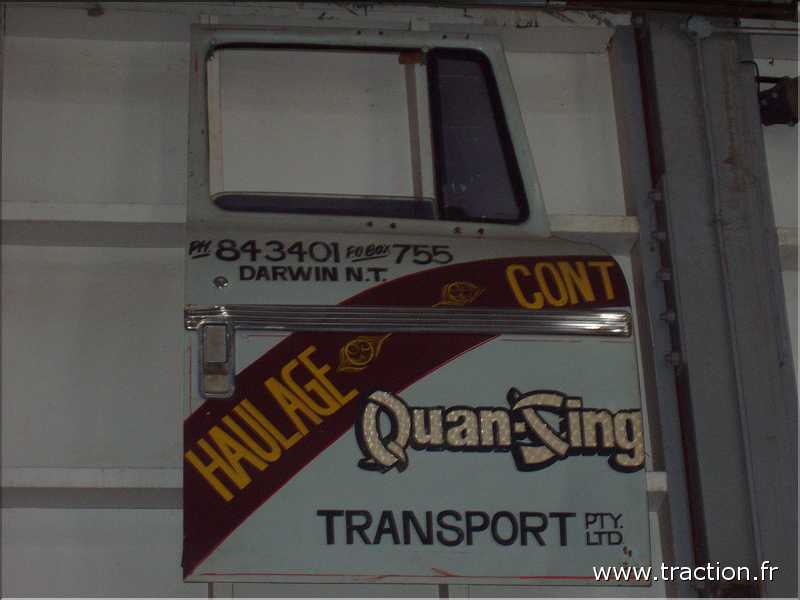 PH 843401 P.O BOX 755
DARWIN N.T.
HAULAGE CONT
Quan-Sing
TRANSPORT PTY. LTD.
www.traction.fr